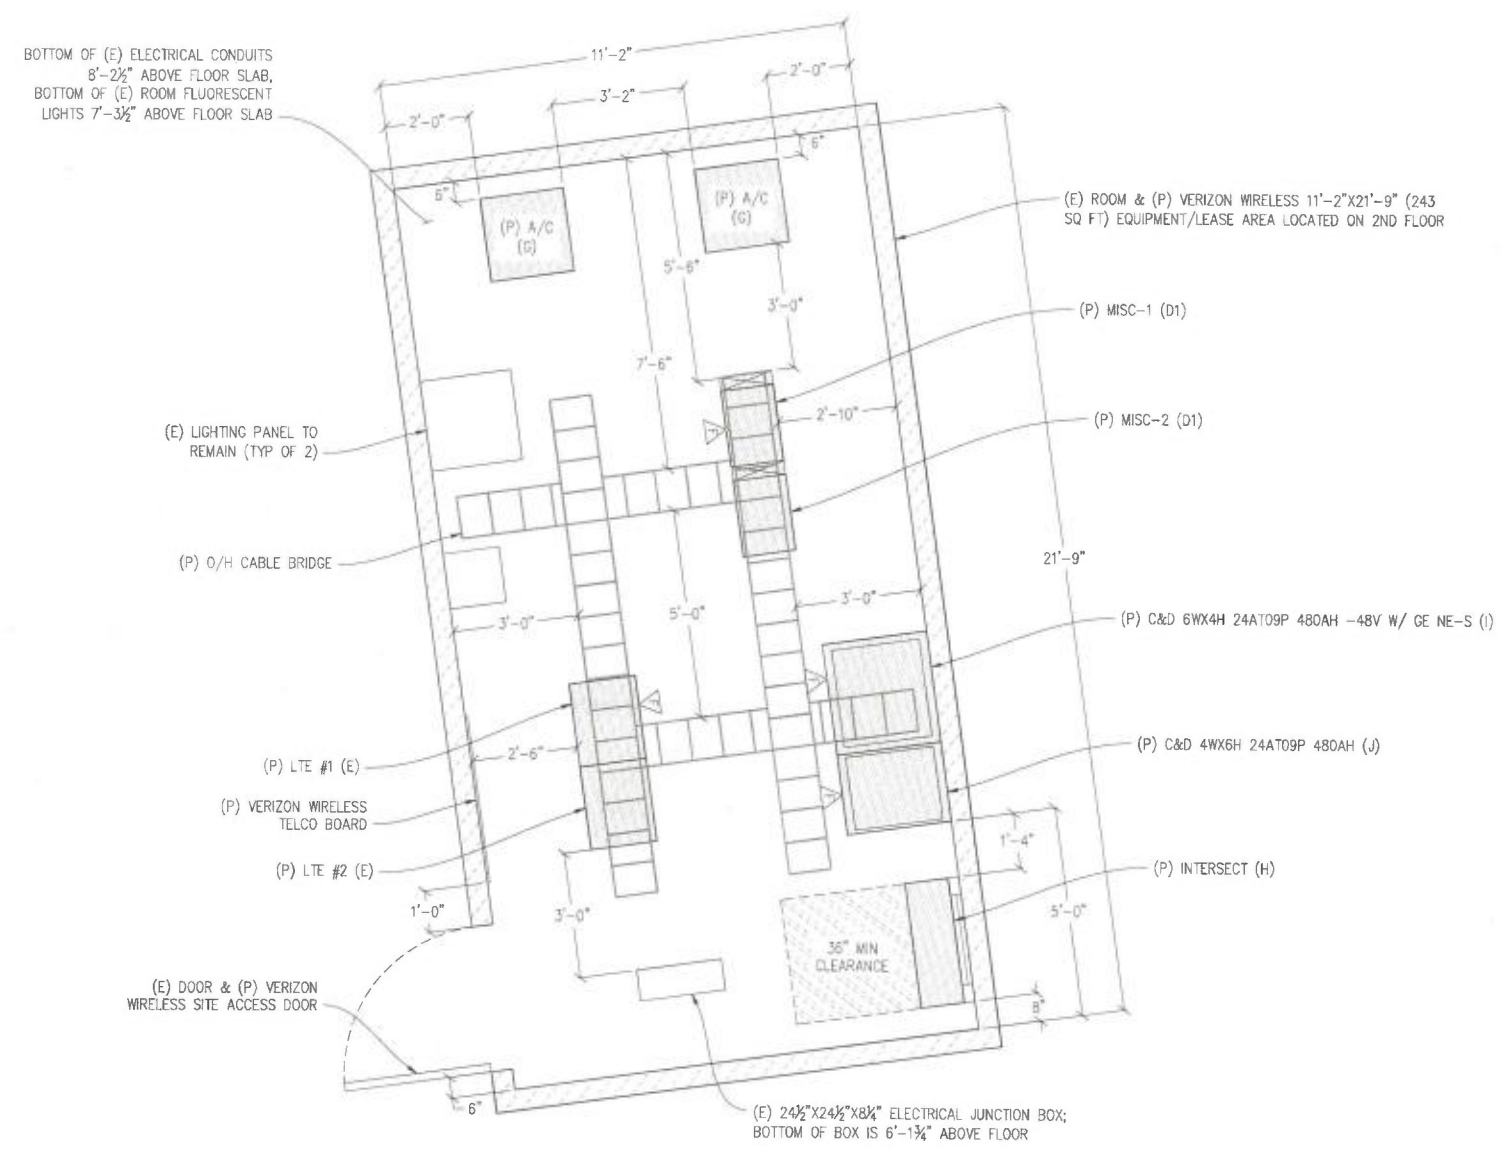 11'-2"
BOTTOM OF (E) ELECTRICAL CONDUITS
8'-2½" ABOVE FLOOR SLAB,
BOTTOM OF (E) ROOM FLUORESCENT
LIGHTS 7'-3½" ABOVE FLOOR SLAB
2'-0"
3'-2"
2'-0"
6"
6"
(P) A/C
(G)
(P) A/C
(G)
(E) ROOM & (P) VERIZON WIRELESS 11'-2"X21'-9" (243
SQ FT) EQUIPMENT/LEASE AREA LOCATED ON 2ND FLOOR
5'-6"
3'-0"
(P) MISC-1 (D1)
7'-6"
2'-10"
(P) MISC-2 (D1)
(E) LIGHTING PANEL TO
REMAIN (TYP OF 2)
(P) O/H CABLE BRIDGE
21'-9"
3'-0"
5'-0"
3'-0"
(P) C&D 6WX4H 24AT09P 480AH -48V W/ GE NE-S (I)
2'-6"
(P) LTE #1 (E)
(P) C&D 4WX6H 24AT09P 480AH (J)
(P) VERIZON WIRELESS
TELCO BOARD
1'-4"
(P) LTE #2 (E)
(P) INTERSECT (H)
1'-0"
3'-0"
5'-0"
36" MIN
CLEARANCE
(E) DOOR & (P) VERIZON
WIRELESS SITE ACCESS DOOR
8"
6"
(E) 24½"X24½"X8¼" ELECTRICAL JUNCTION BOX;
BOTTOM OF BOX IS 6'-1¾" ABOVE FLOOR